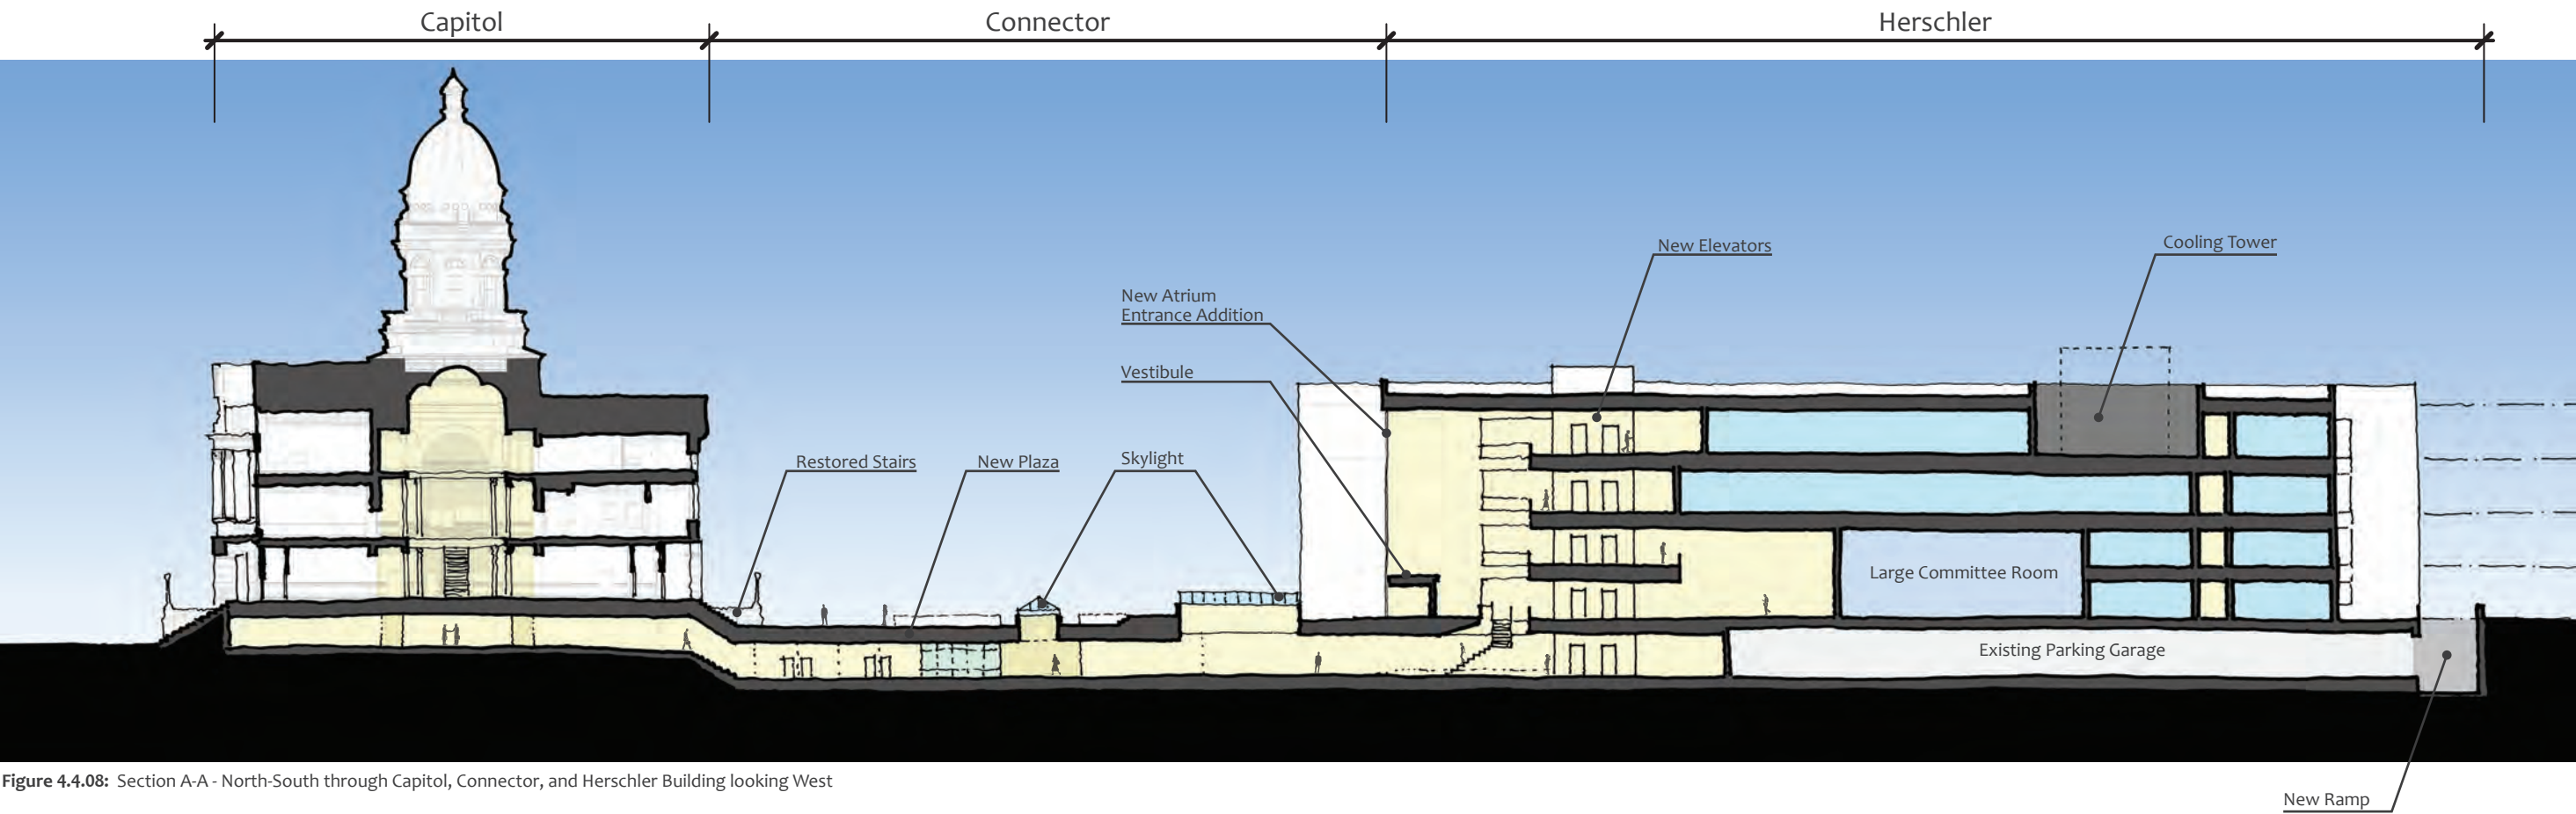 Capitol
Connector
Herschler
New Elevators
Cooling Tower
New Atrium
Entrance Addition
Vestibule
Restored Stairs
New Plaza
Skylight
Large Committee Room
Existing Parking Garage
Figure 4.4.08: Section A-A - North-South through Capitol, Connector, and Herschler Building looking West
New Ramp